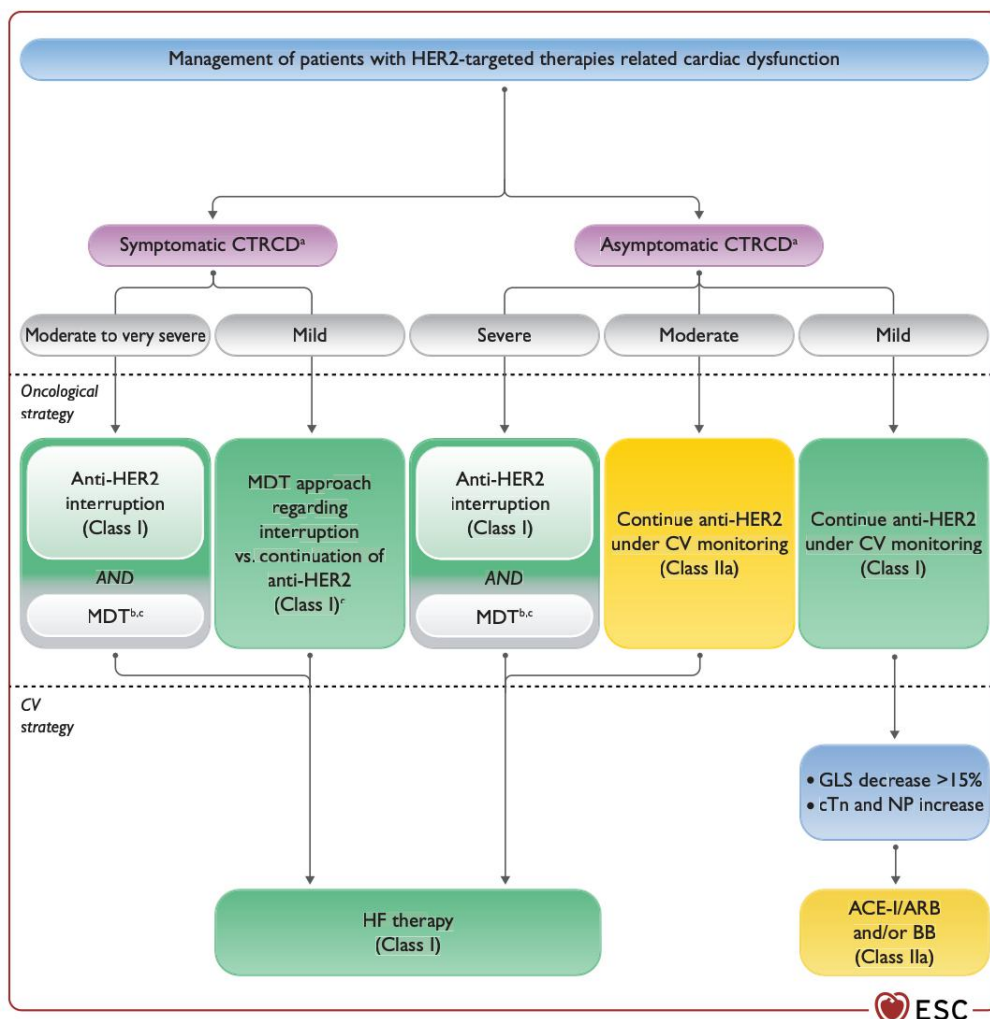 Management of patients with HER2-targeted therapies related cardiac dysfunction
Symptomatic CTRCDᵃ
Asymptomatic CTRCDᵃ
Moderate to very severe
Mild
Severe
Moderate
Mild
Oncological
strategy
Anti-HER2
interruption
(Class I)
AND
MDTᵇ,ᶜ
MDT approach
regarding
interruption
vs. continuation of
anti-HER2
(Class I)ᶜ
Anti-HER2
interruption
(Class I)
AND
MDTᵇ,ᶜ
Continue anti-HER2
under CV monitoring
(Class IIa)
Continue anti-HER2
under CV monitoring
(Class I)
CV
strategy
• GLS decrease >15%
• cTn and NP increase
HF therapy
(Class I)
ACE-I/ARB
and/or BB
(Class IIa)
ESC